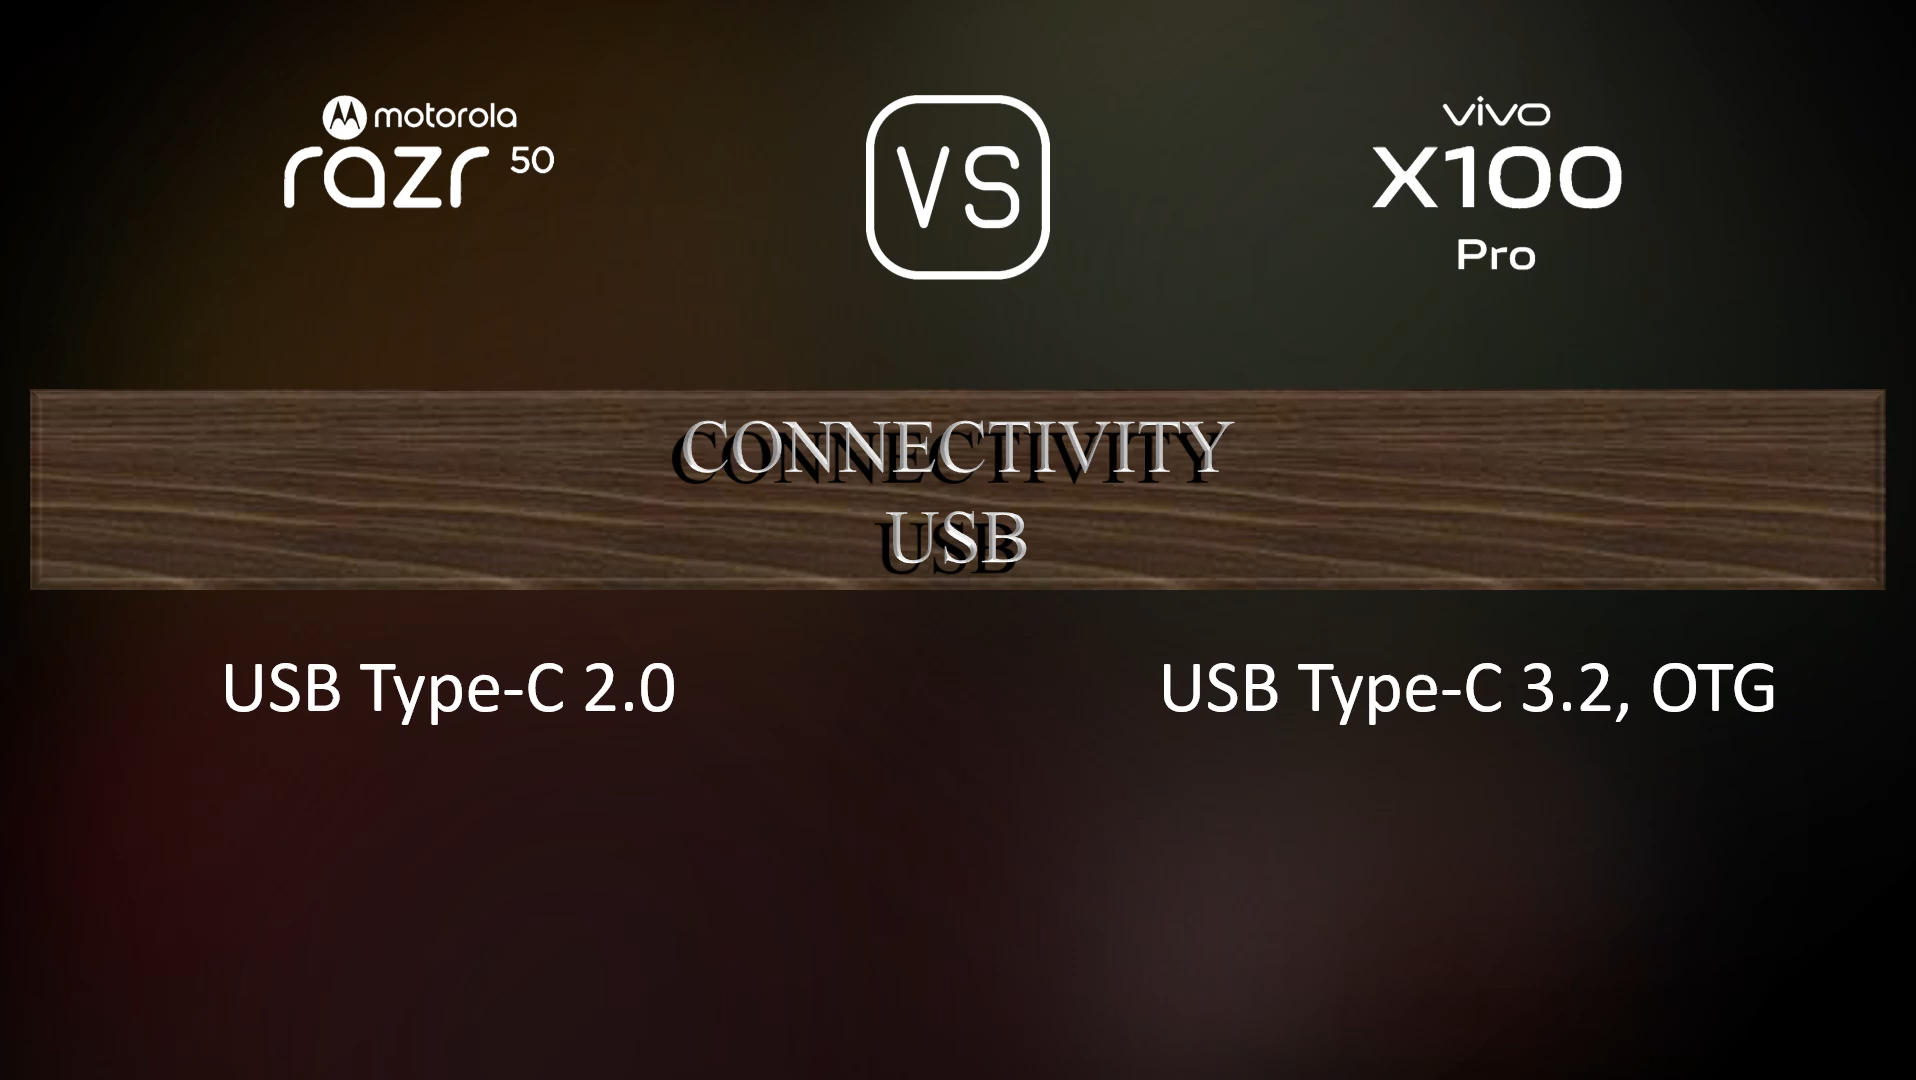 motorola
razr 50
VS
vivo
X100
Pro
CONNECTIVITY
USB
USB Type-C 2.0
USB Type-C 3.2, OTG